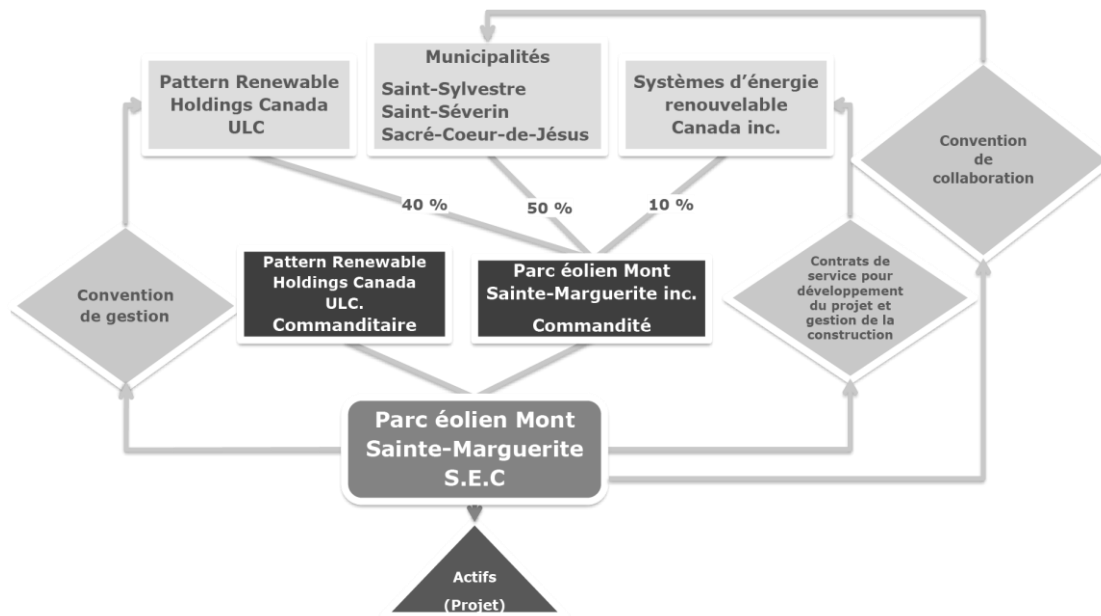 Pattern Renewable
Holdings Canada
ULC
Municipalités
Saint-Sylvestre
Saint-Séverin
Sacré-Coeur-de-Jésus
Systèmes d’énergie
renouvelable
Canada inc.
Convention
de
collaboration
40 %
50 %
10 %
Convention
de gestion
Pattern Renewable
Holdings Canada
ULC.
Commanditaire
Parc éolien Mont
Sainte-Marguerite inc.
Commandité
Contrats de
service pour
développement
du projet et
gestion de la
construction
Parc éolien Mont
Sainte-Marguerite
S.E.C
Actifs
(Projet)